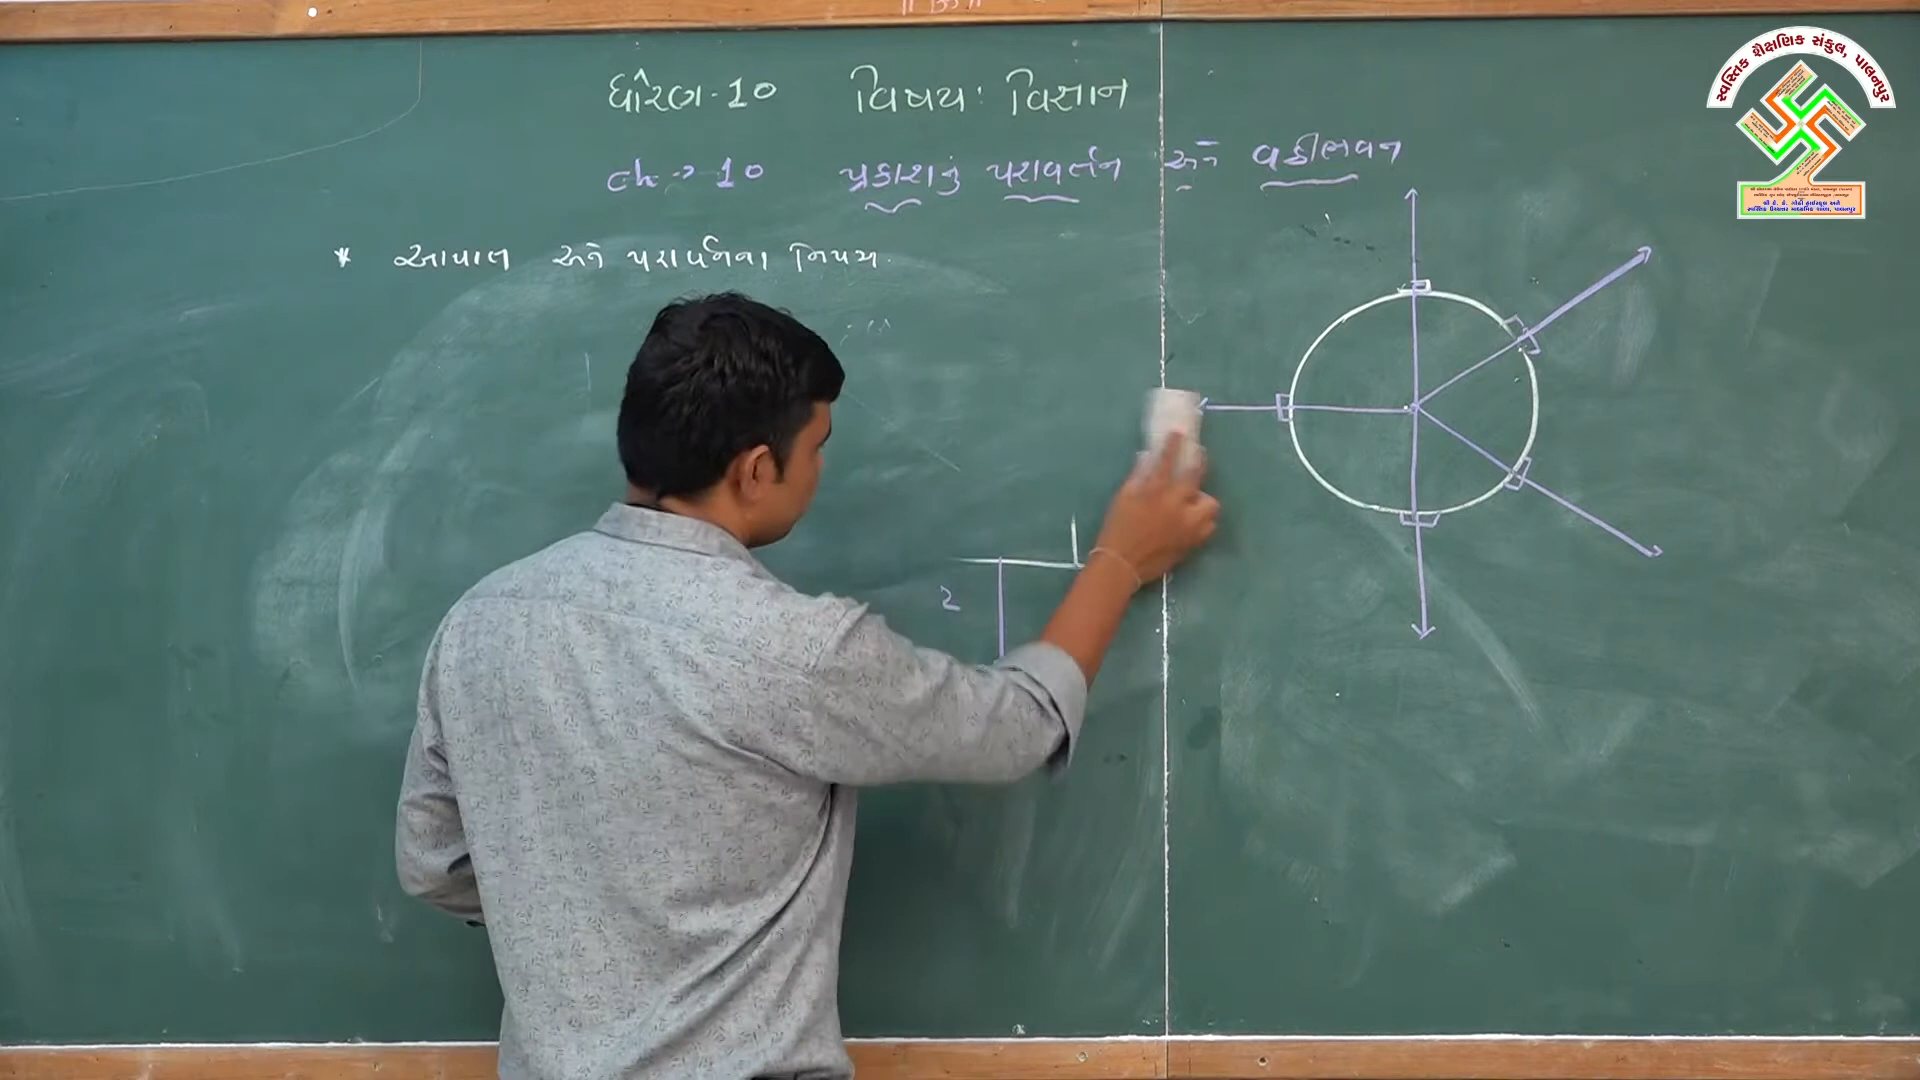 ધોરણ-10 વિષય: વિજ્ઞાન
ch → 10 પ્રકાશનું પરાવર્તન અને વક્રીભવન
* આપાત અને પરાવર્તનના નિયમ
2
સ્વસ્તિક શૈક્ષણિક સંકુલ, પાલનપુર